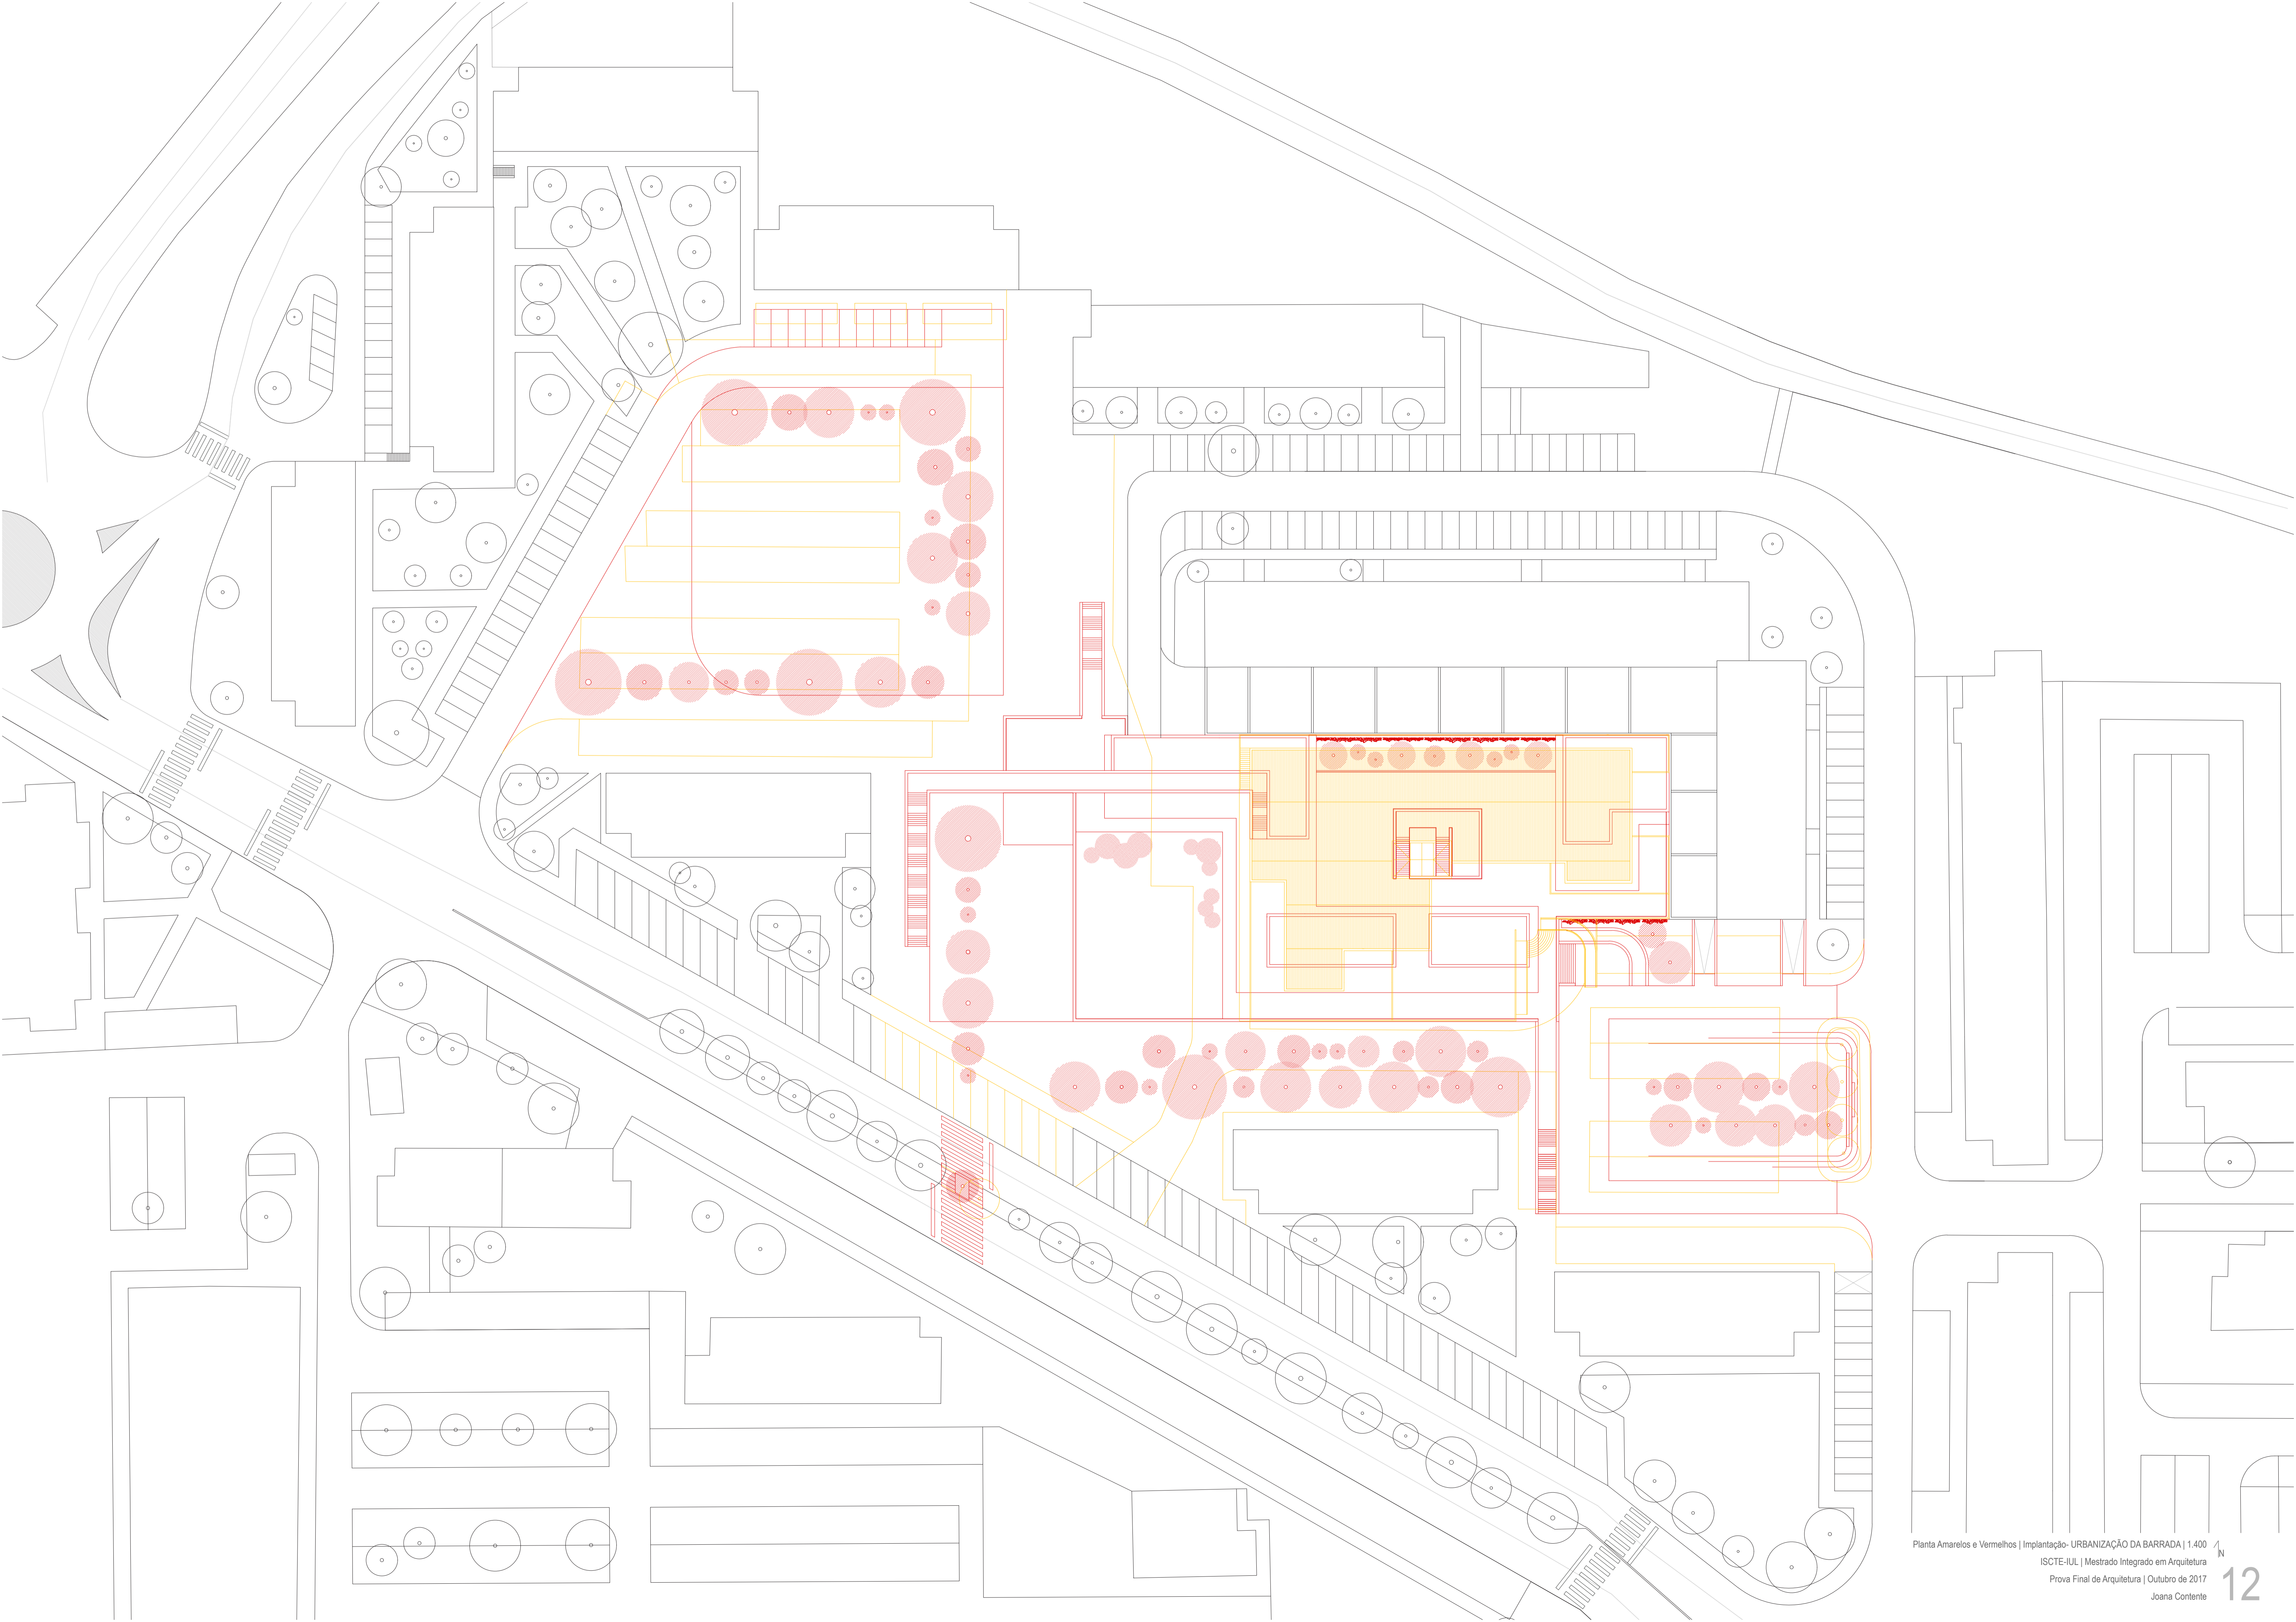 Planta Amarelos e Vermelhos | Implantação- URBANIZAÇÃO DA BARRADA | 1.400
N
ISCTE-IUL | Mestrado Integrado em Arquitetura
Prova Final de Arquitetura | Outubro de 2017
Joana Contente
12